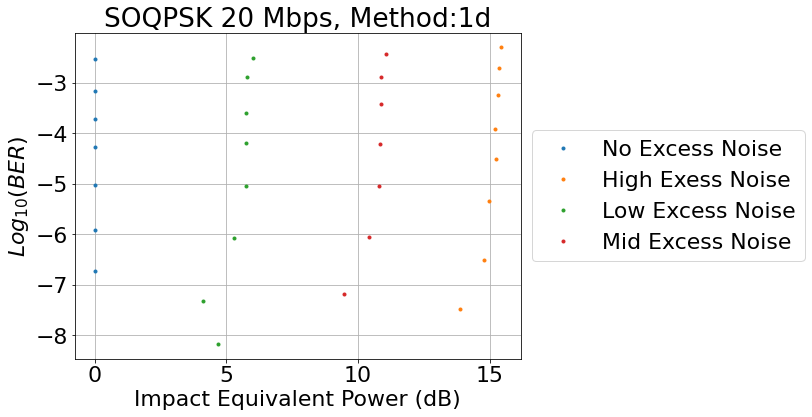 SOQPSK 20 Mbps, Method:1d
Log10(BER)
−3
−4
−5
−6
−7
−8
0 5 10 15
Impact Equivalent Power (dB)
No Excess Noise
High Exess Noise
Low Excess Noise
Mid Excess Noise